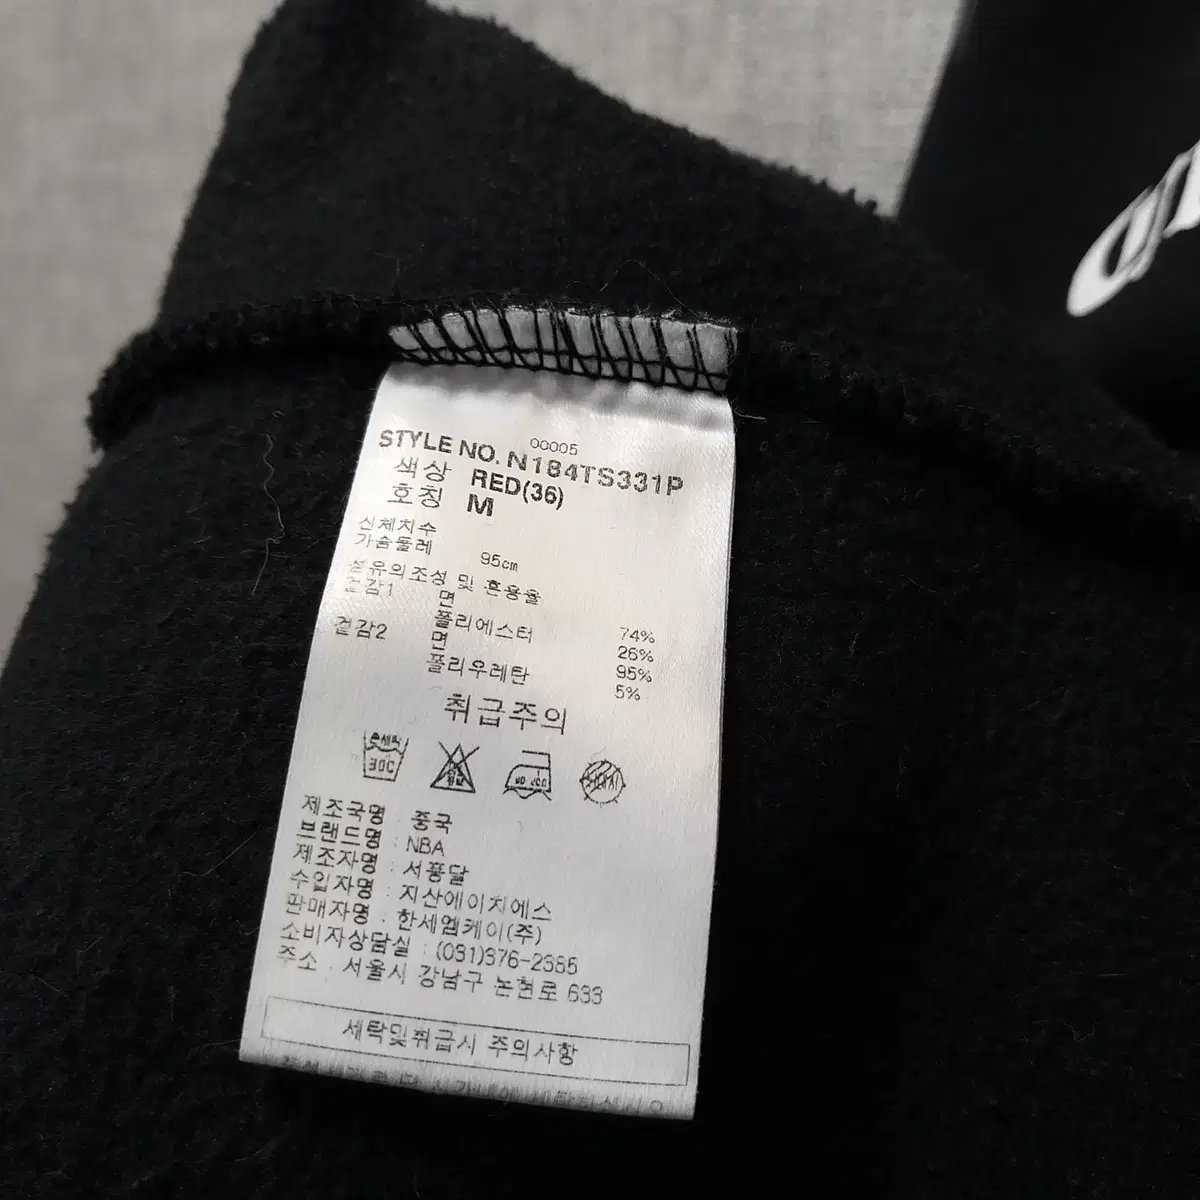 00005
STYLE NO. N184TS331P
색상 RED(36)
호칭 M
신체치수
가슴둘레 95cm
섬유의조성 및 혼용율
겉감1 면 74%
폴리에스터 26%
겉감2 면 95%
폴리우레탄 5%
취급주의
손세탁
30C
제조국명 : 중국
브랜드명 : NBA
제조자명 : 서풍달
수입자명 : 지산에이치에스
판매자명 : 한세엠케이(주)
소비자상담실 : (031)376-2385
주소 : 서울시 강남구 논현로 633
세탁및취급시 주의사항